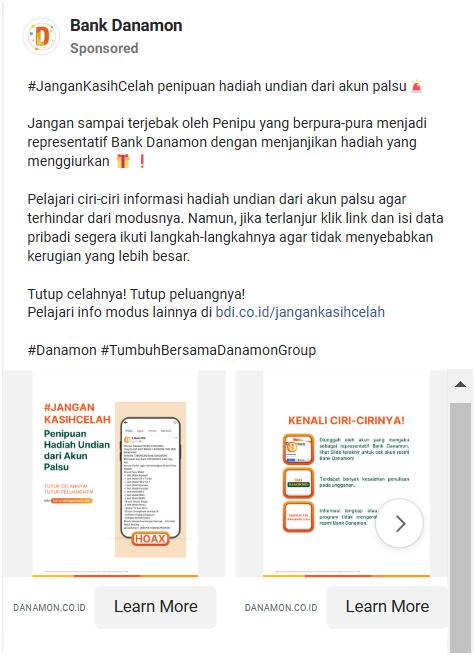 Bank Danamon
Sponsored
#JanganKasihCelah penipuan hadiah undian dari akun palsu🚨
Jangan sampai terjebak oleh Penipu yang berpura-pura menjadi
representatif Bank Danamon dengan menjanjikan hadiah yang
menggiurkan 🎁❗
Pelajari ciri-ciri informasi hadiah undian dari akun palsu agar
terhindar dari modusnya. Namun, jika terlanjur klik link dan isi data
pribadi segera ikuti langkah-langkahnya agar tidak menyebabkan
kerugian yang lebih besar.
Tutup celahnya! Tutup peluangnya!
Pelajari info modus lainnya di bdi.co.id/jangankasihcelah
#Danamon #TumbuhBersamaDanamonGroup
#JANGAN
KASIHCELAH
Penipuan
Hadiah Undian
dari Akun
Palsu
TUTUP CELAHNYA!
TUTUP PELUANGNYA!
HOAX
KENALI CIRI-CIRINYA!
Diunggah oleh akun yang mengaku
sebagai representatif Bank Danamon,
lihat Slide terakhir untuk cek akun resmi
Bank Danamon!
Terdapat banyak kesalahan penulisan
pada unggahan.
Informasi lengkap
program tidak
resmi Bank Danamon.
DANAMON.CO.ID
Learn More
DANAMON.CO.ID
Learn More